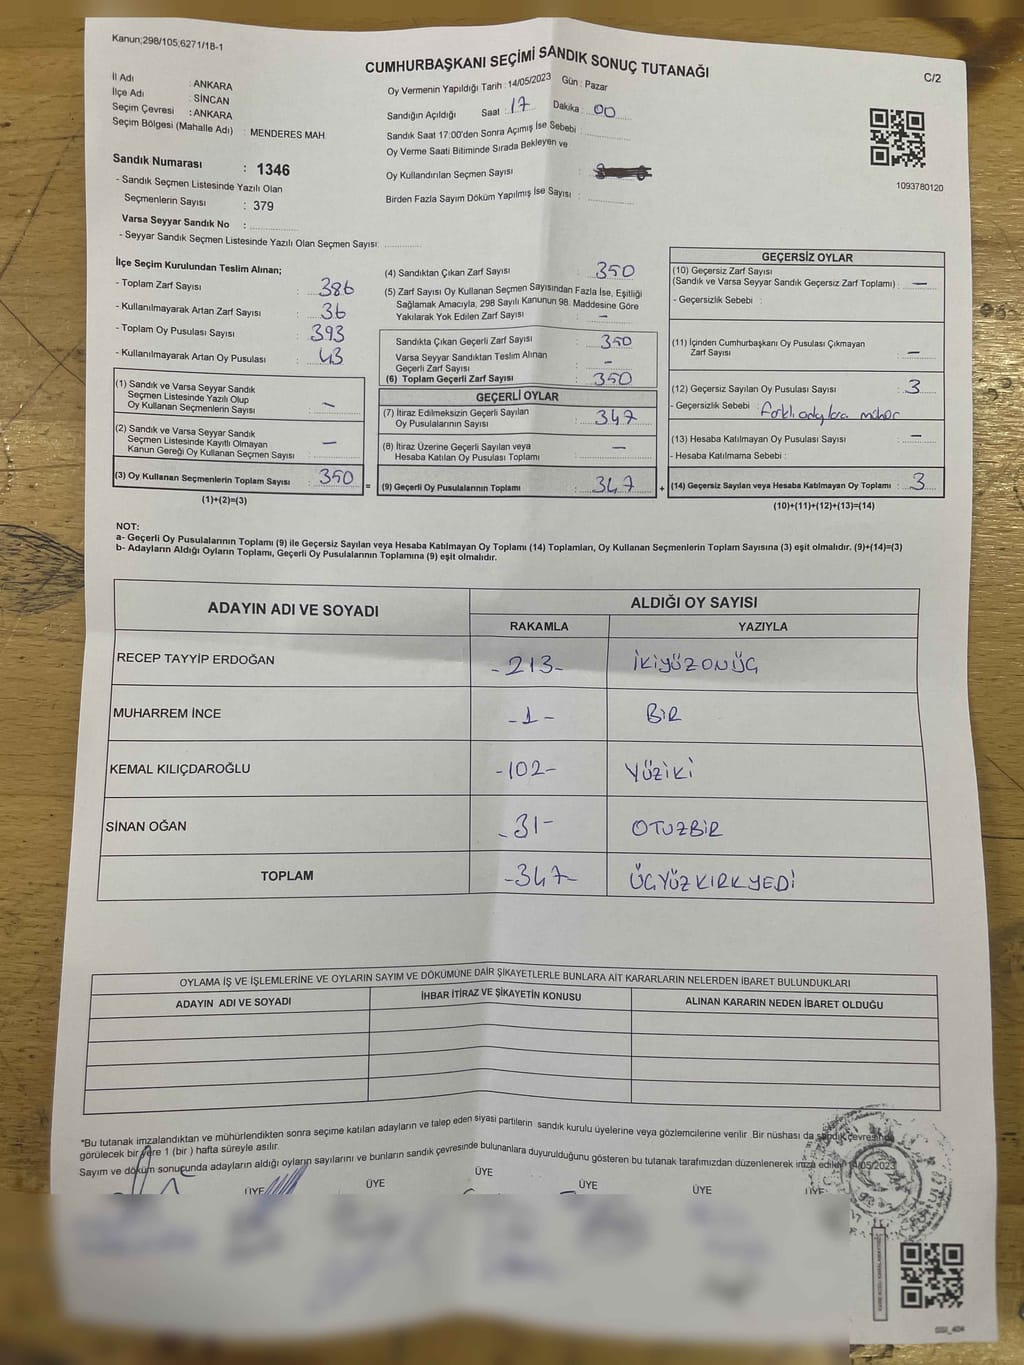 Kanun;298/105;6271/18-1
CUMHURBAŞKANI SEÇİMİ SANDIK SONUÇ TUTANAĞI
C/2
İl Adı : ANKARA
İlçe Adı : SİNCAN
Seçim Çevresi : ANKARA
Seçim Bölgesi (Mahalle Adı) : MENDERES MAH
Sandık Numarası : 1346
- Sandık Seçmen Listesinde Yazılı Olan
Seçmenlerin Sayısı : 379
Varsa Seyyar Sandık No :
- Seyyar Sandık Seçmen Listesinde Yazılı Olan Seçmen Sayısı:
Oy Vermenin Yapıldığı Tarih : 14/05/2023 Gün : Pazar
Sandığın Açıldığı Saat : 17 Dakika : 00
Sandık Saat 17:00'den Sonra Açımış İse Sebebi :
Oy Verme Saati Bitiminde Sırada Bekleyen ve
Oy Kullandırılan Seçmen Sayısı :
Birden Fazla Sayım Döküm Yapılmış İse Sayısı :
1093780120
İlçe Seçim Kurulundan Teslim Alınan;
- Toplam Zarf Sayısı : 386
- Kullanılmayarak Artan Zarf Sayısı : 36
- Toplam Oy Pusulası Sayısı : 393
- Kullanılmayarak Artan Oy Pusulası : 43
(1) Sandık ve Varsa Seyyar Sandık
Seçmen Listesinde Yazılı Olup
Oy Kullanan Seçmenlerin Sayısı : -
(2) Sandık ve Varsa Seyyar Sandık
Seçmen Listesinde Kayıtlı Olmayan
Kanun Gereği Oy Kullanan Seçmen Sayısı : -
(3) Oy Kullanan Seçmenlerin Toplam Sayısı : 350
(1)+(2)=(3)
(4) Sandıktan Çıkan Zarf Sayısı : 350
(5) Zarf Sayısı Oy Kullanan Seçmen Sayısından Fazla İse, Eşitliği
Sağlamak Amacıyla, 298 Sayılı Kanunun 98. Maddesine Göre
Yakılarak Yok Edilen Zarf Sayısı : -
Sandıkta Çıkan Geçerli Zarf Sayısı : 350
Varsa Seyyar Sandıktan Teslim Alınan
Geçerli Zarf Sayısı : -
(6) Toplam Geçerli Zarf Sayısı : 350
GEÇERLİ OYLAR
(7) İtiraz Edilmeksizin Geçerli Sayılan
Oy Pusulalarının Sayısı : 347
(8) İtiraz Üzerine Geçerli Sayılan veya
Hesaba Katılan Oy Pusulası Toplamı : -
= (9) Geçerli Oy Pusulalarının Toplamı : 347
GEÇERSİZ OYLAR
(10) Geçersiz Zarf Sayısı
(Sandık ve Varsa Seyyar Sandık Geçersiz Zarf Toplamı) : -
- Geçersizlik Sebebi :
(11) İçinden Cumhurbaşkanı Oy Pusulası Çıkmayan
Zarf Sayısı : -
(12) Geçersiz Sayılan Oy Pusulası Sayısı : 3
- Geçersizlik Sebebi : farklı adaylara mühür
(13) Hesaba Katılmayan Oy Pusulası Sayısı : -
- Hesaba Katılmama Sebebi :
+ (14) Geçersiz Sayılan veya Hesaba Katılmayan Oy Toplamı : 3
(10)+(11)+(12)+(13)=(14)
NOT:
a- Geçerli Oy Pusulalarının Toplamı (9) ile Geçersiz Sayılan veya Hesaba Katılmayan Oy Toplamı (14) Toplamları, Oy Kullanan Seçmenlerin Toplam Sayısına (3) eşit olmalıdır. (9)+(14)=(3)
b- Adayların Aldığı Oyların Toplamı, Geçerli Oy Pusulalarının Toplamına (9) eşit olmalıdır.
ADAYIN ADI VE SOYADI ALDIĞI OY SAYISI
RAKAMLA YAZIYLA
RECEP TAYYİP ERDOĞAN -213- İKİYÜZONÜÇ
MUHARREM İNCE -1- BİR
KEMAL KILIÇDAROĞLU -102- YÜZİKİ
SİNAN OĞAN -31- OTUZBİR
TOPLAM -347- ÜÇYÜZKIRKYEDİ
OYLAMA İŞ VE İŞLEMLERİNE VE OYLARIN SAYIM VE DÖKÜMÜNE DAİR ŞİKAYETLERLE BUNLARA AİT KARARLARIN NELERDEN İBARET BULUNDUKLARI
ADAYIN ADI VE SOYADI İHBAR İTİRAZ VE ŞİKAYETİN KONUSU ALINAN KARARIN NEDEN İBARET OLDUĞU
"Bu tutanak imzalandıktan ve mühürlendikten sonra seçime katılan adayların ve talep eden siyasi partilerin sandık kurulu üyelerine veya gözlemcilerine verilir .Bir nüshası da sandık çevresinde
görülecek bir yere 1 (bir ) hafta süreyle asılır.
Sayım ve döküm sonucunda adayların aldığı oyların sayılarını ve bunların sandık çevresinde bulunanlara duyurulduğunu gösteren bu tutanak tarafımızdan düzenlenerek imza edildi. 14/05/2023
ÜYE ÜYE ÜYE ÜYE ÜYE ÜYE